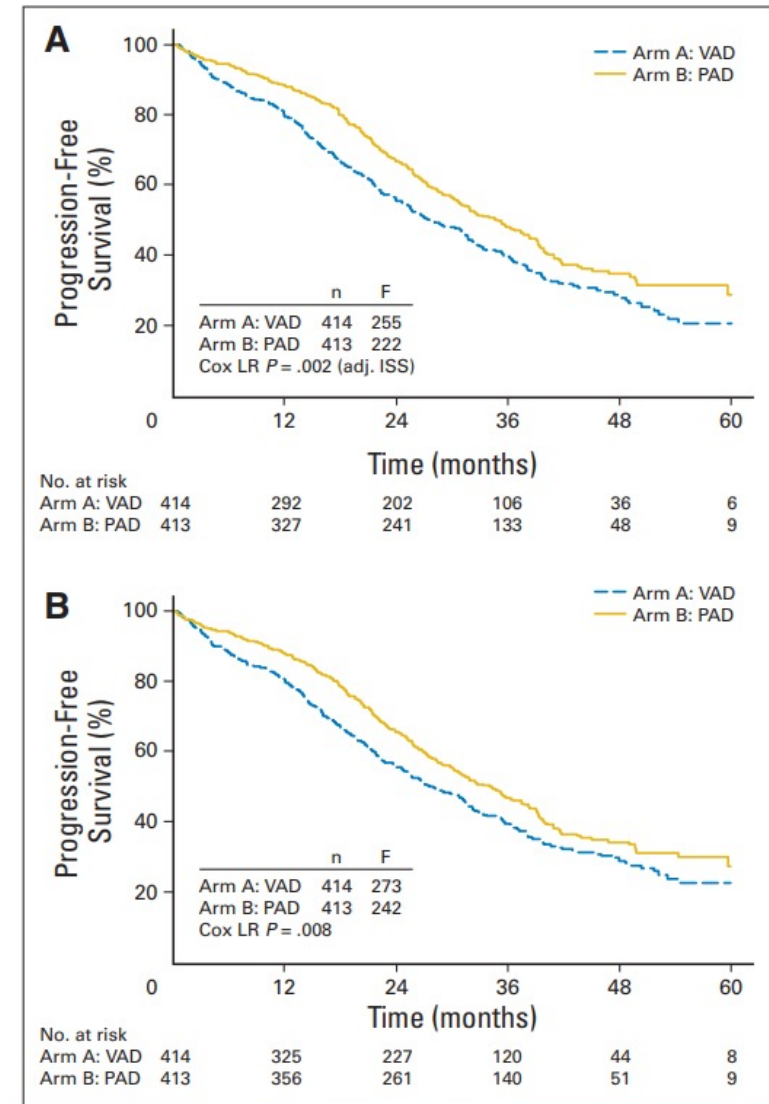 A
Arm A: VAD
Arm B: PAD
Progression-Free
Survival (%)
100
80
60
40
20
n F
Arm A: VAD 414 255
Arm B: PAD 413 222
Cox LR P = .002 (adj. ISS)
0 12 24 36 48 60
Time (months)
No. at risk
Arm A: VAD 414 292 202 106 36 6
Arm B: PAD 413 327 241 133 48 9
B
Arm A: VAD
Arm B: PAD
Progression-Free
Survival (%)
100
80
60
40
20
n F
Arm A: VAD 414 273
Arm B: PAD 413 242
Cox LR P = .008
0 12 24 36 48 60
Time (months)
No. at risk
Arm A: VAD 414 325 227 120 44 8
Arm B: PAD 413 356 261 140 51 9